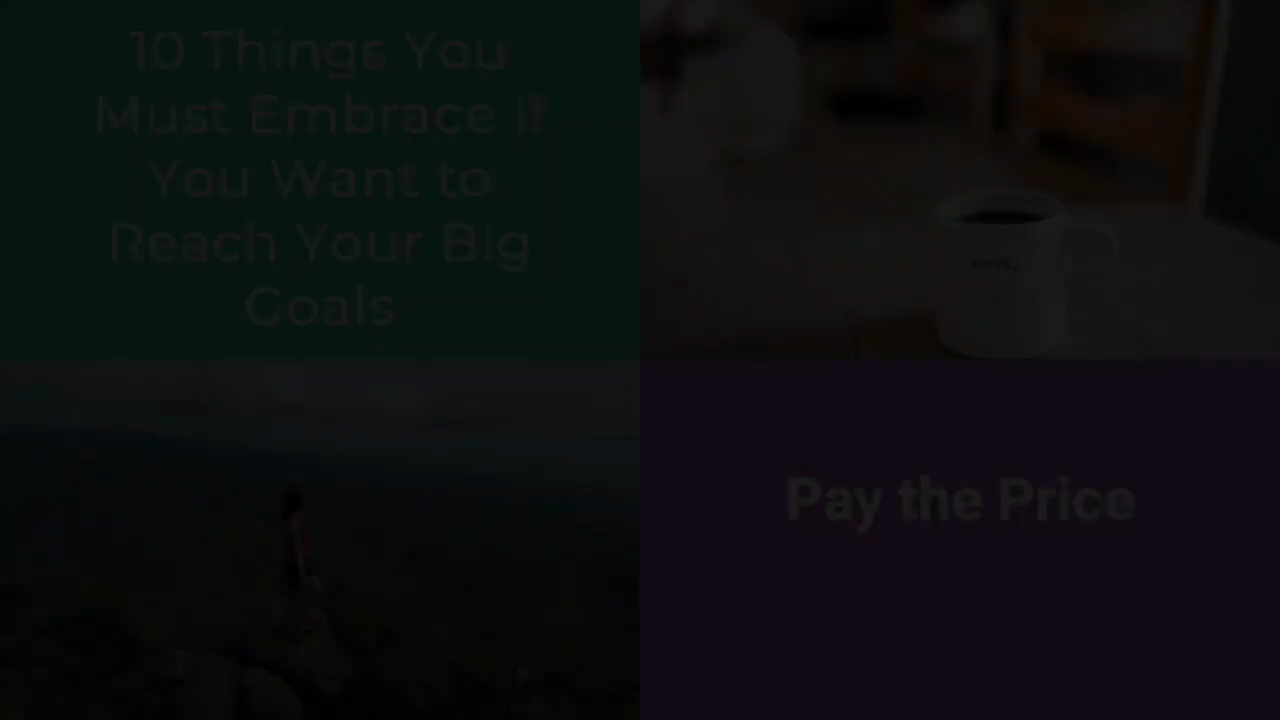 10 Things You
Must Embrace If
You Want to
Reach Your Big
Goals
Pay the Price